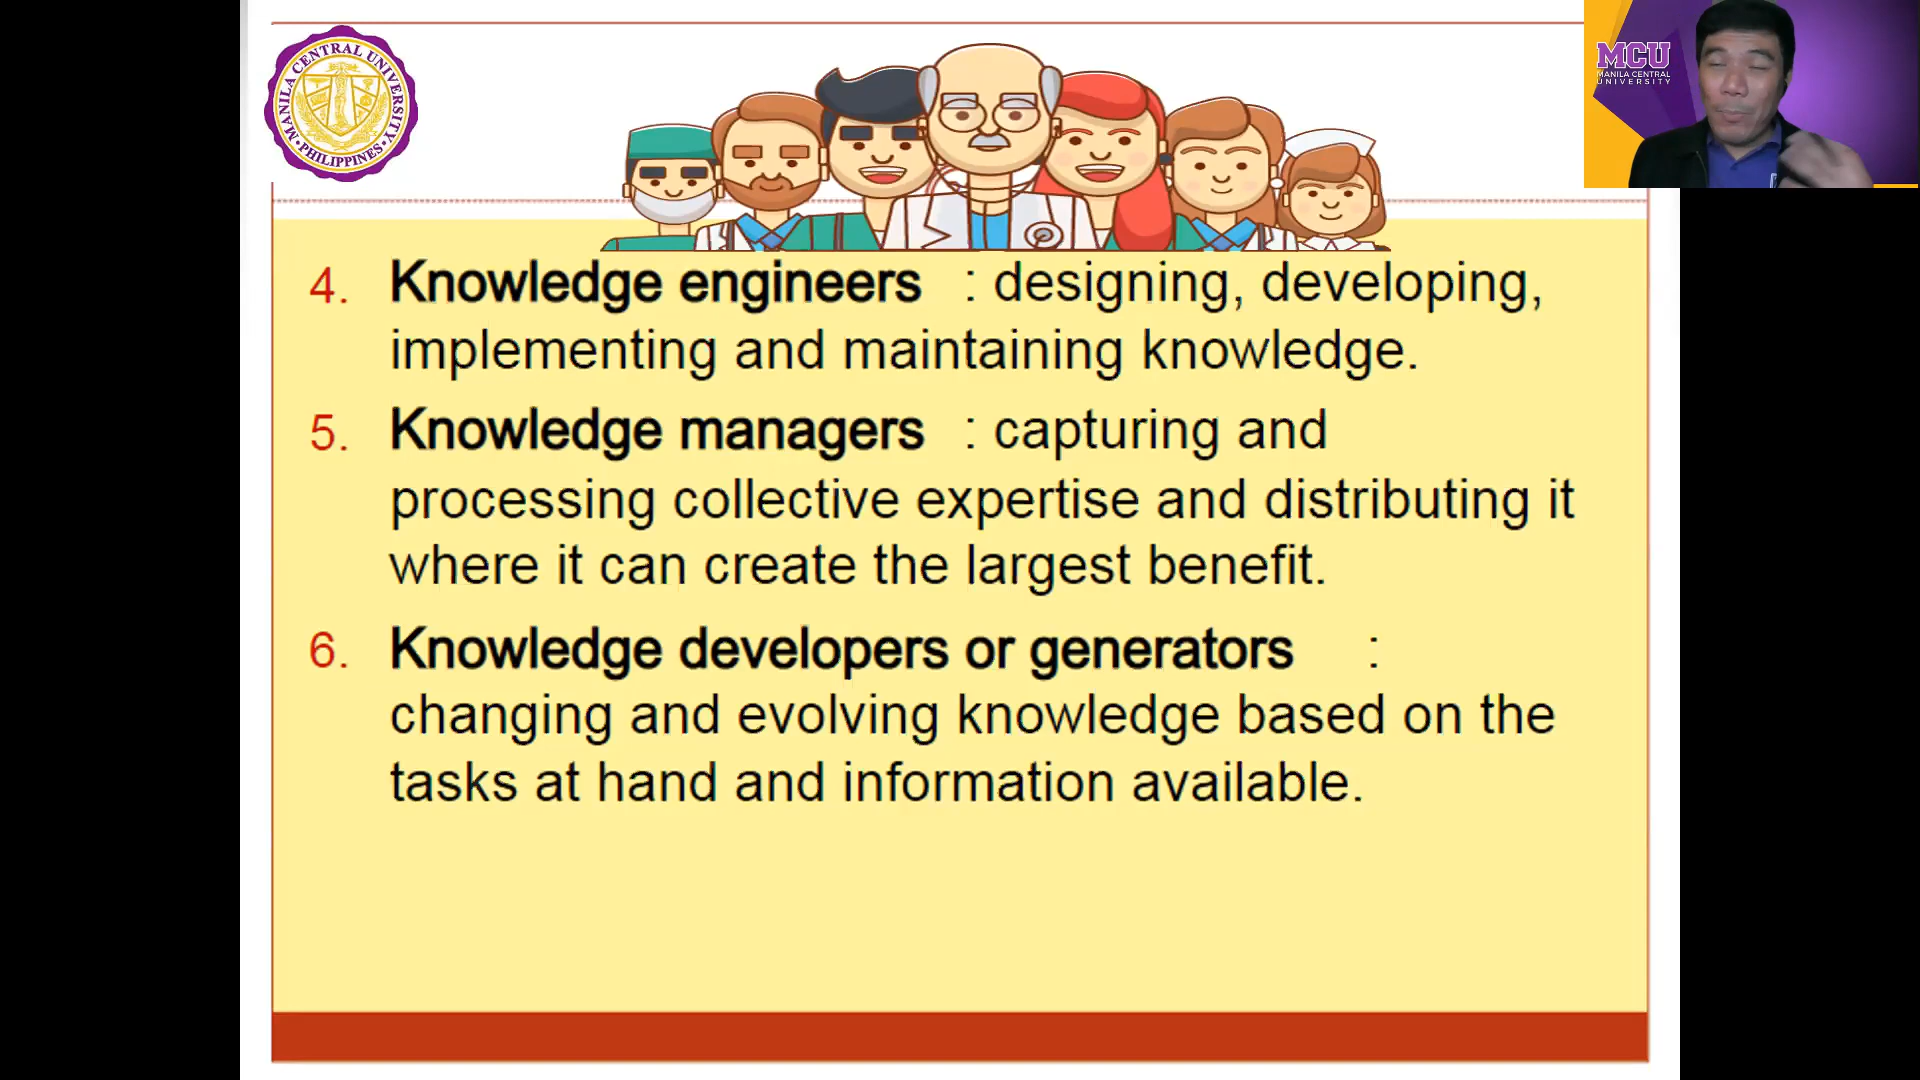 MANILA CENTRAL UNIVERSITY
• PHILIPPINES •
MCU
MANILA CENTRAL
UNIVERSITY
4. Knowledge engineers : designing, developing,
implementing and maintaining knowledge.
5. Knowledge managers : capturing and
processing collective expertise and distributing it
where it can create the largest benefit.
6. Knowledge developers or generators :
changing and evolving knowledge based on the
tasks at hand and information available.